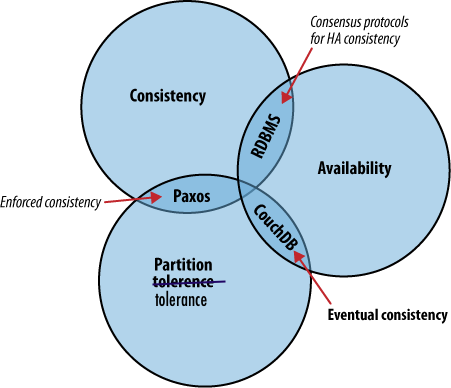 Consensus protocols
for HA consistency
Consistency
RDBMS
Availability
Enforced consistency
Paxos
CouchDB
Partition
tolerence
tolerance
Eventual consistency